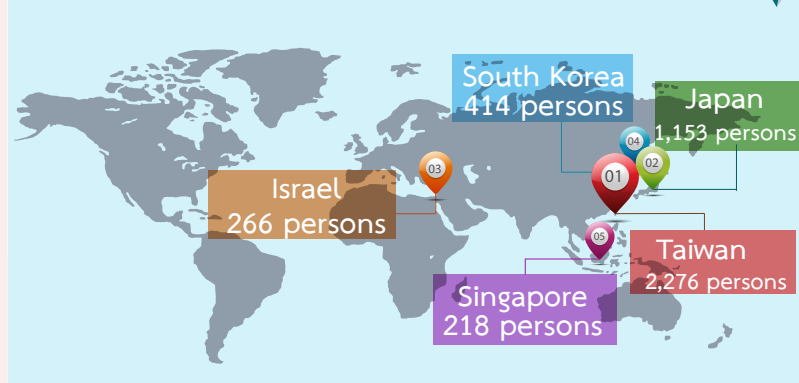 South Korea
414 persons
Japan
1,153 persons
04
02
03
01
Israel
266 persons
05
Taiwan
2,276 persons
Singapore
218 persons